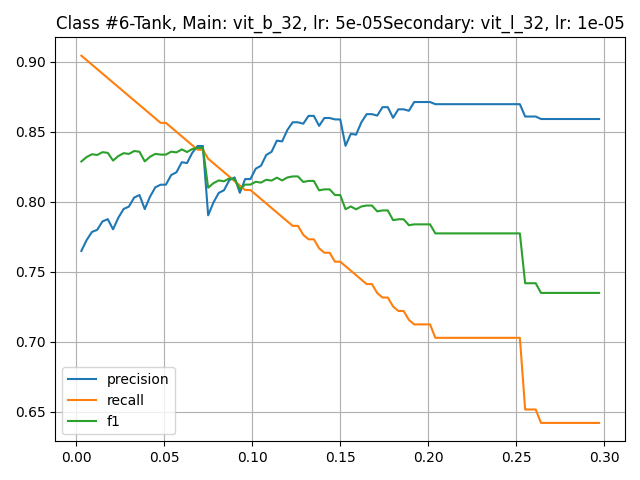 Class #6-Tank, Main: vit_b_32, lr: 5e-05Secondary: vit_l_32, lr: 1e-05
0.90
0.85
0.80
0.75
0.70
0.65
precision
recall
f1
0.00 0.05 0.10 0.15 0.20 0.25 0.30